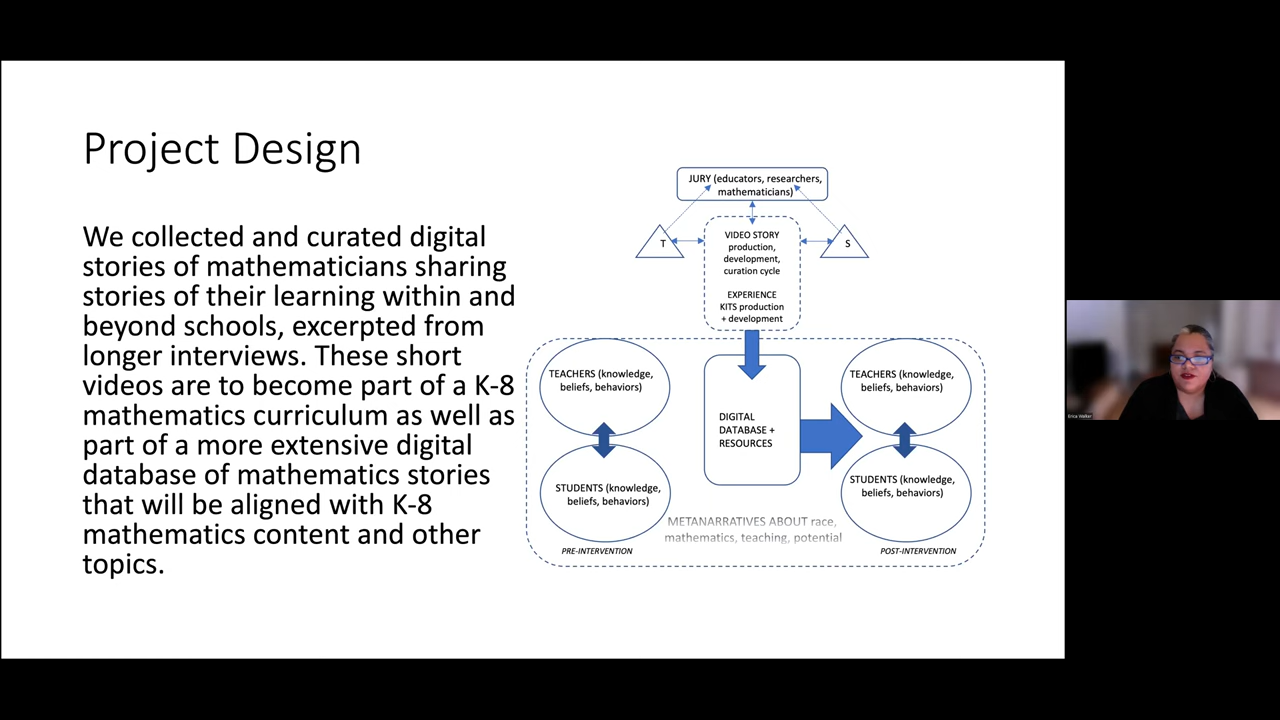 Project Design
We collected and curated digital
stories of mathematicians sharing
stories of their learning within and
beyond schools, excerpted from
longer interviews. These short
videos are to become part of a K-8
mathematics curriculum as well as
part of a more extensive digital
database of mathematics stories
that will be aligned with K-8
mathematics content and other
topics.
JURY (educators, researchers,
mathematicians)
T
VIDEO STORY
production,
development,
curation cycle
EXPERIENCE
KITS production
+ development
S
TEACHERS (knowledge,
beliefs, behaviors)
STUDENTS (knowledge,
beliefs, behaviors)
PRE-INTERVENTION
DIGITAL
DATABASE +
RESOURCES
METANARRATIVES ABOUT race,
mathematics, teaching, potential
TEACHERS (knowledge,
beliefs, behaviors)
STUDENTS (knowledge,
beliefs, behaviors)
POST-INTERVENTION
Erica Walker